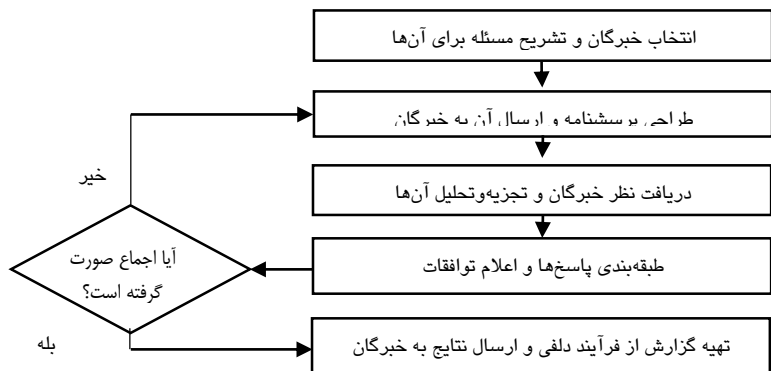 انتخاب خبرگان و تشریح مسئله برای آن‌ها
طراحی پرسشنامه و ارسال آن به خبرگان
خیر
دریافت نظر خبرگان و تجزیه‌وتحلیل آن‌ها
طبقه‌بندی پاسخ‌ها و اعلام توافقات
آیا اجماع صورت
گرفته است؟
بله
تهیه گزارش از فرآیند دلفی و ارسال نتایج به خبرگان